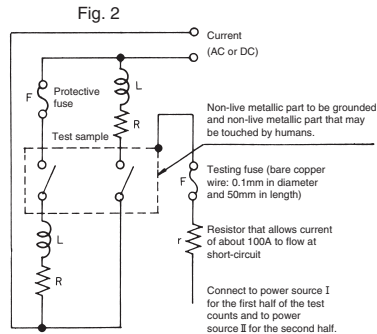 Fig. 2
Current
(AC or DC)
L
Protective
fuse
F
R
Test sample
Non-live metallic part to be grounded
and non-live metallic part that may
be touched by humans.
F
Testing fuse (bare copper
wire: 0.1mm in diameter
and 50mm in length)
L
r
Resistor that allows current
of about 100A to flow at
short-circuit
R
Connect to power source I
for the first half of the test
counts and to power
source II for the second half.